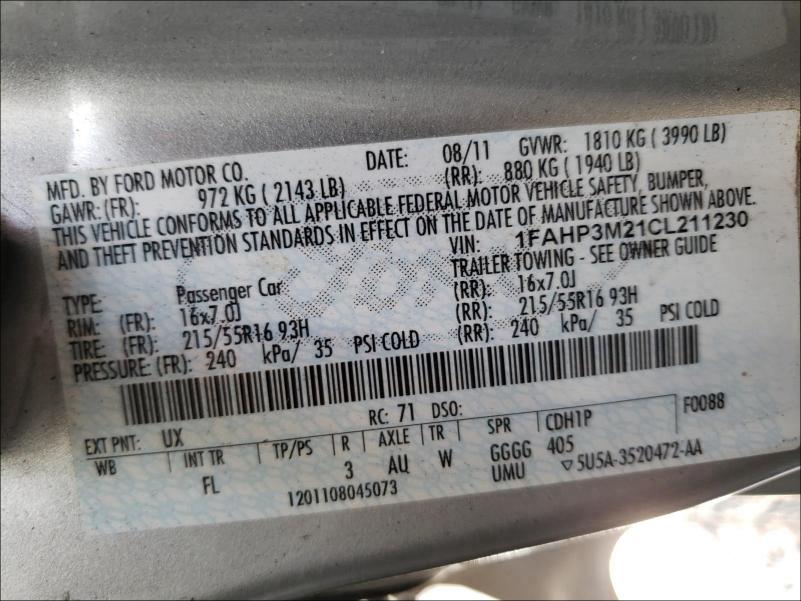 MFD. BY FORD MOTOR CO. DATE: 08/11 GVWR: 1810 KG ( 3990 LB)
GAWR: (FR): 972 KG ( 2143 LB) (RR): 880 KG ( 1940 LB)
THIS VEHICLE CONFORMS TO ALL APPLICABLE FEDERAL MOTOR VEHICLE SAFETY, BUMPER,
AND THEFT PREVENTION STANDARDS IN EFFECT ON THE DATE OF MANUFACTURE SHOWN ABOVE.
VIN: 1FAHP3M21CL211230
TYPE: Passenger Car TRAILER TOWING - SEE OWNER GUIDE
RIM: (FR): 16x7.0J (RR): 16x7.0J
TIRE: (FR): 215/55R16 93H (RR): 215/55R16 93H
PRESSURE: (FR): 240 kPa/ 35 PSI COLD (RR): 240 kPa/ 35 PSI COLD
EXT PNT: UX RC: 71 DSO: F0088
WB INT TR TP/PS R AXLE TR SPR CDH1P
FL 3 AU W GGGG 405
UMU ▽5U5A-3520472-AA
1201108045073